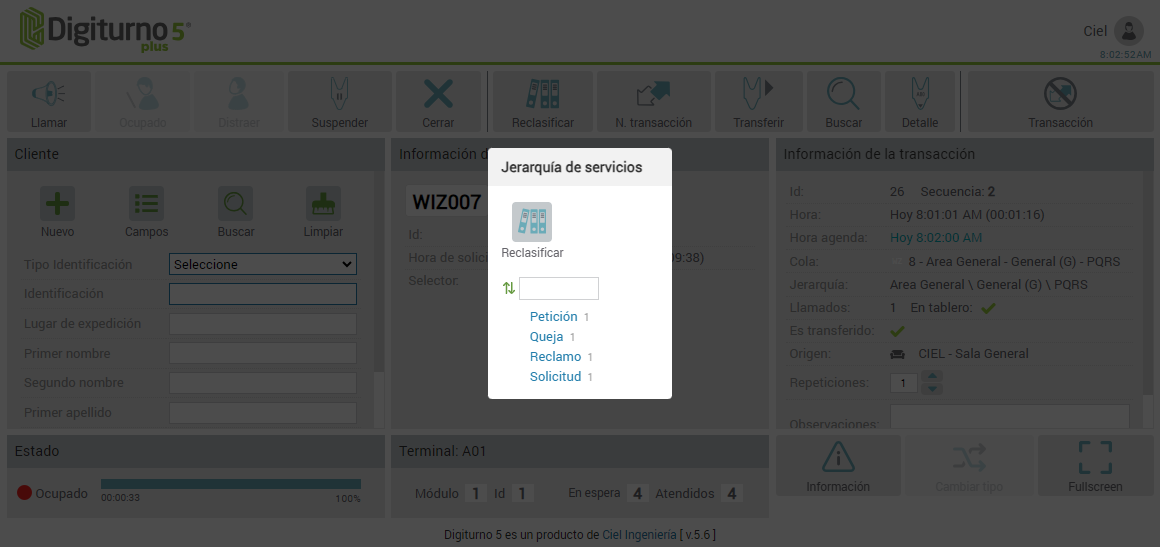 Digiturno 5®
plus
Ciel
8:02:52AM
Llamar
Ocupado
Distraer
Suspender
Cerrar
Reclasificar
N. transacción
Transferir
Buscar
Detalle
Transacción
Cliente
Nuevo
Campos
Buscar
Limpiar
Tipo Identificación
Seleccione
Identificación
Lugar de expedición
Primer nombre
Segundo nombre
Primer apellido
Información d
WIZ007
Id:
Hora de solici
09:38)
Selector:
Jerarquía de servicios
Reclasificar
Petición 1
Queja 1
Reclamo 1
Solicitud 1
Información de la transacción
Id: 26 Secuencia: 2
Hora: Hoy 8:01:01 AM (00:01:16)
Hora agenda: Hoy 8:02:00 AM
Cola: 8 - Area General - General (G) - PQRS
Jerarquía: Area General \ General (G) \ PQRS
Llamados: 1 En tablero:
Es transferido:
Origen: CIEL - Sala General
Repeticiones: 1
Observaciones:
Estado
Ocupado
00:00:33
100%
Terminal: A01
Módulo 1 Id 1
En espera 4 Atendidos 4
Información
Cambiar tipo
Fullscreen
Digiturno 5 es un producto de Ciel Ingeniería [ v.5.6 ]